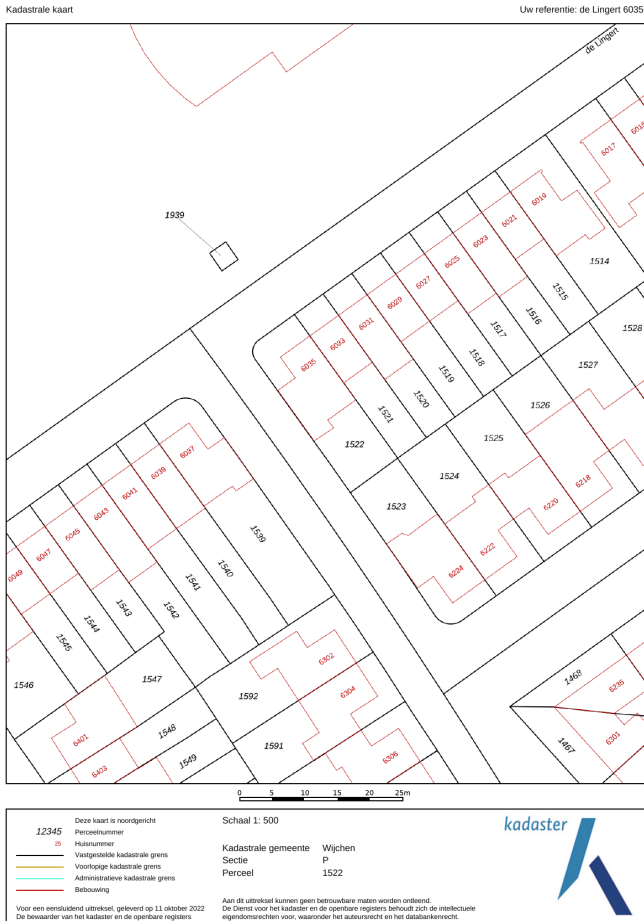 Kadastrale kaart
Uw referentie: de Lingert 6035
de Lingert
1939
6015
6017
6019
6021
6023
6025
6027
6029
6031
6033
6035
1514
1515
1516
1517
1518
1519
1520
1521
1522
1528
1527
1526
1525
1524
1523
6218
6220
6222
6224
6037
6039
6041
6043
6045
6047
6049
1539
1540
1541
1542
1543
1544
1545
1546
1547
1548
1549
1592
1591
6302
6304
6306
6401
6403
1468
1467
6235
6301
0 5 10 15 20 25m
Deze kaart is noordgericht
12345 Perceelnummer
25 Huisnummer
Vastgestelde kadastrale grens
Voorlopige kadastrale grens
Administratieve kadastrale grens
Bebouwing
Voor een eensluidend uittreksel, geleverd op 11 oktober 2022
De bewaarder van het kadaster en de openbare registers
Schaal 1: 500
Kadastrale gemeente Wijchen
Sectie P
Perceel 1522
Aan dit uittreksel kunnen geen betrouwbare maten worden ontleend.
De Dienst voor het kadaster en de openbare registers behoudt zich de intellectuele
eigendomsrechten voor, waaronder het auteursrecht en het databankenrecht.
kadaster